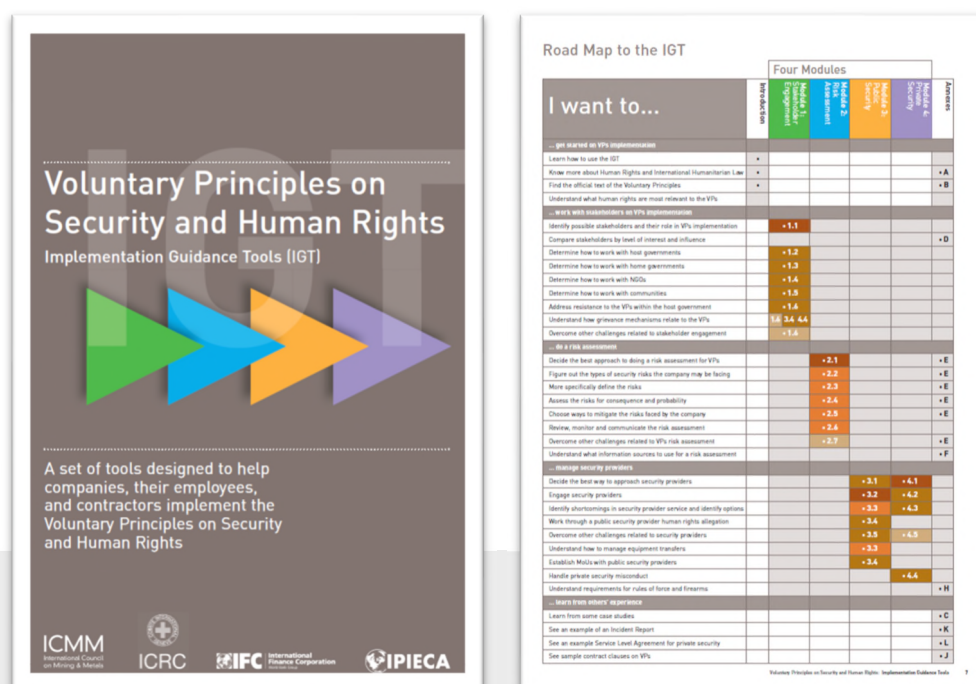 IGT
Voluntary Principles on
Security and Human Rights
Implementation Guidance Tools (IGT)
A set of tools designed to help
companies, their employees,
and contractors implement the
Voluntary Principles on Security
and Human Rights
ICMM
International Council
on Mining & Metals
ICRC
IFC International
Finance Corporation
IPIECA
Road Map to the IGT
Four Modules
I want to...
Introduction
Module 1:
Stakeholder
Engagement
Module 2:
Risk
Assessment
Module 3:
Public
Security
Module 4:
Private
Security
Annexes
... get started on VPs implementation
Learn how to use the IGT •
Know more about Human Rights and International Humanitarian Law • • A
Find the official text of the Voluntary Principles • • B
Understand what human rights are most relevant to the VPs
... work with stakeholders on VPs implementation
Identify possible stakeholders and their role in VPs implementation • 1.1
Compare stakeholders by level of interest and influence • D
Determine how to work with host governments • 1.2
Determine how to work with home governments • 1.3
Determine how to work with NGOs • 1.4
Determine how to work with communities • 1.5
Address resistance to the VPs within the host government • 1.6
Understand how grievance mechanisms relate to the VPs 1.6 3.4 4.4
Overcome other challenges related to stakeholder engagement • 1.6
... do a risk assessment
Decide the best approach to doing a risk assessment for VPs • 2.1 • E
Figure out the types of security risks the company may be facing • 2.2 • E
More specifically define the risks • 2.3 • E
Assess the risks for consequence and probability • 2.4 • E
Choose ways to mitigate the risks faced by the company • 2.5 • E
Review, monitor and communicate the risk assessment • 2.6
Overcome other challenges related to VPs risk assessment • 2.7 • E
Understand what information sources to use for a risk assessment • F
... manage security providers
Decide the best way to approach security providers • 3.1 • 4.1
Engage security providers • 3.2 • 4.2
Identify shortcomings in security provider service and identify options • 3.3 • 4.3
Work through a public security provider human rights allegation • 3.4
Overcome other challenges related to security providers • 3.5 • 4.5
Understand how to manage equipment transfers • 3.3
Establish MoUs with public security providers • 3.4
Handle private security misconduct • 4.4
Understand requirements for rules of force and firearms • H
... learn from others' experience
Learn from some case studies • C
See an example of an Incident Report • K
See an example Service Level Agreement for private security • L
See sample contract clauses on VPs • J
Voluntary Principles on Security and Human Rights: Implementation Guidance Tools 7